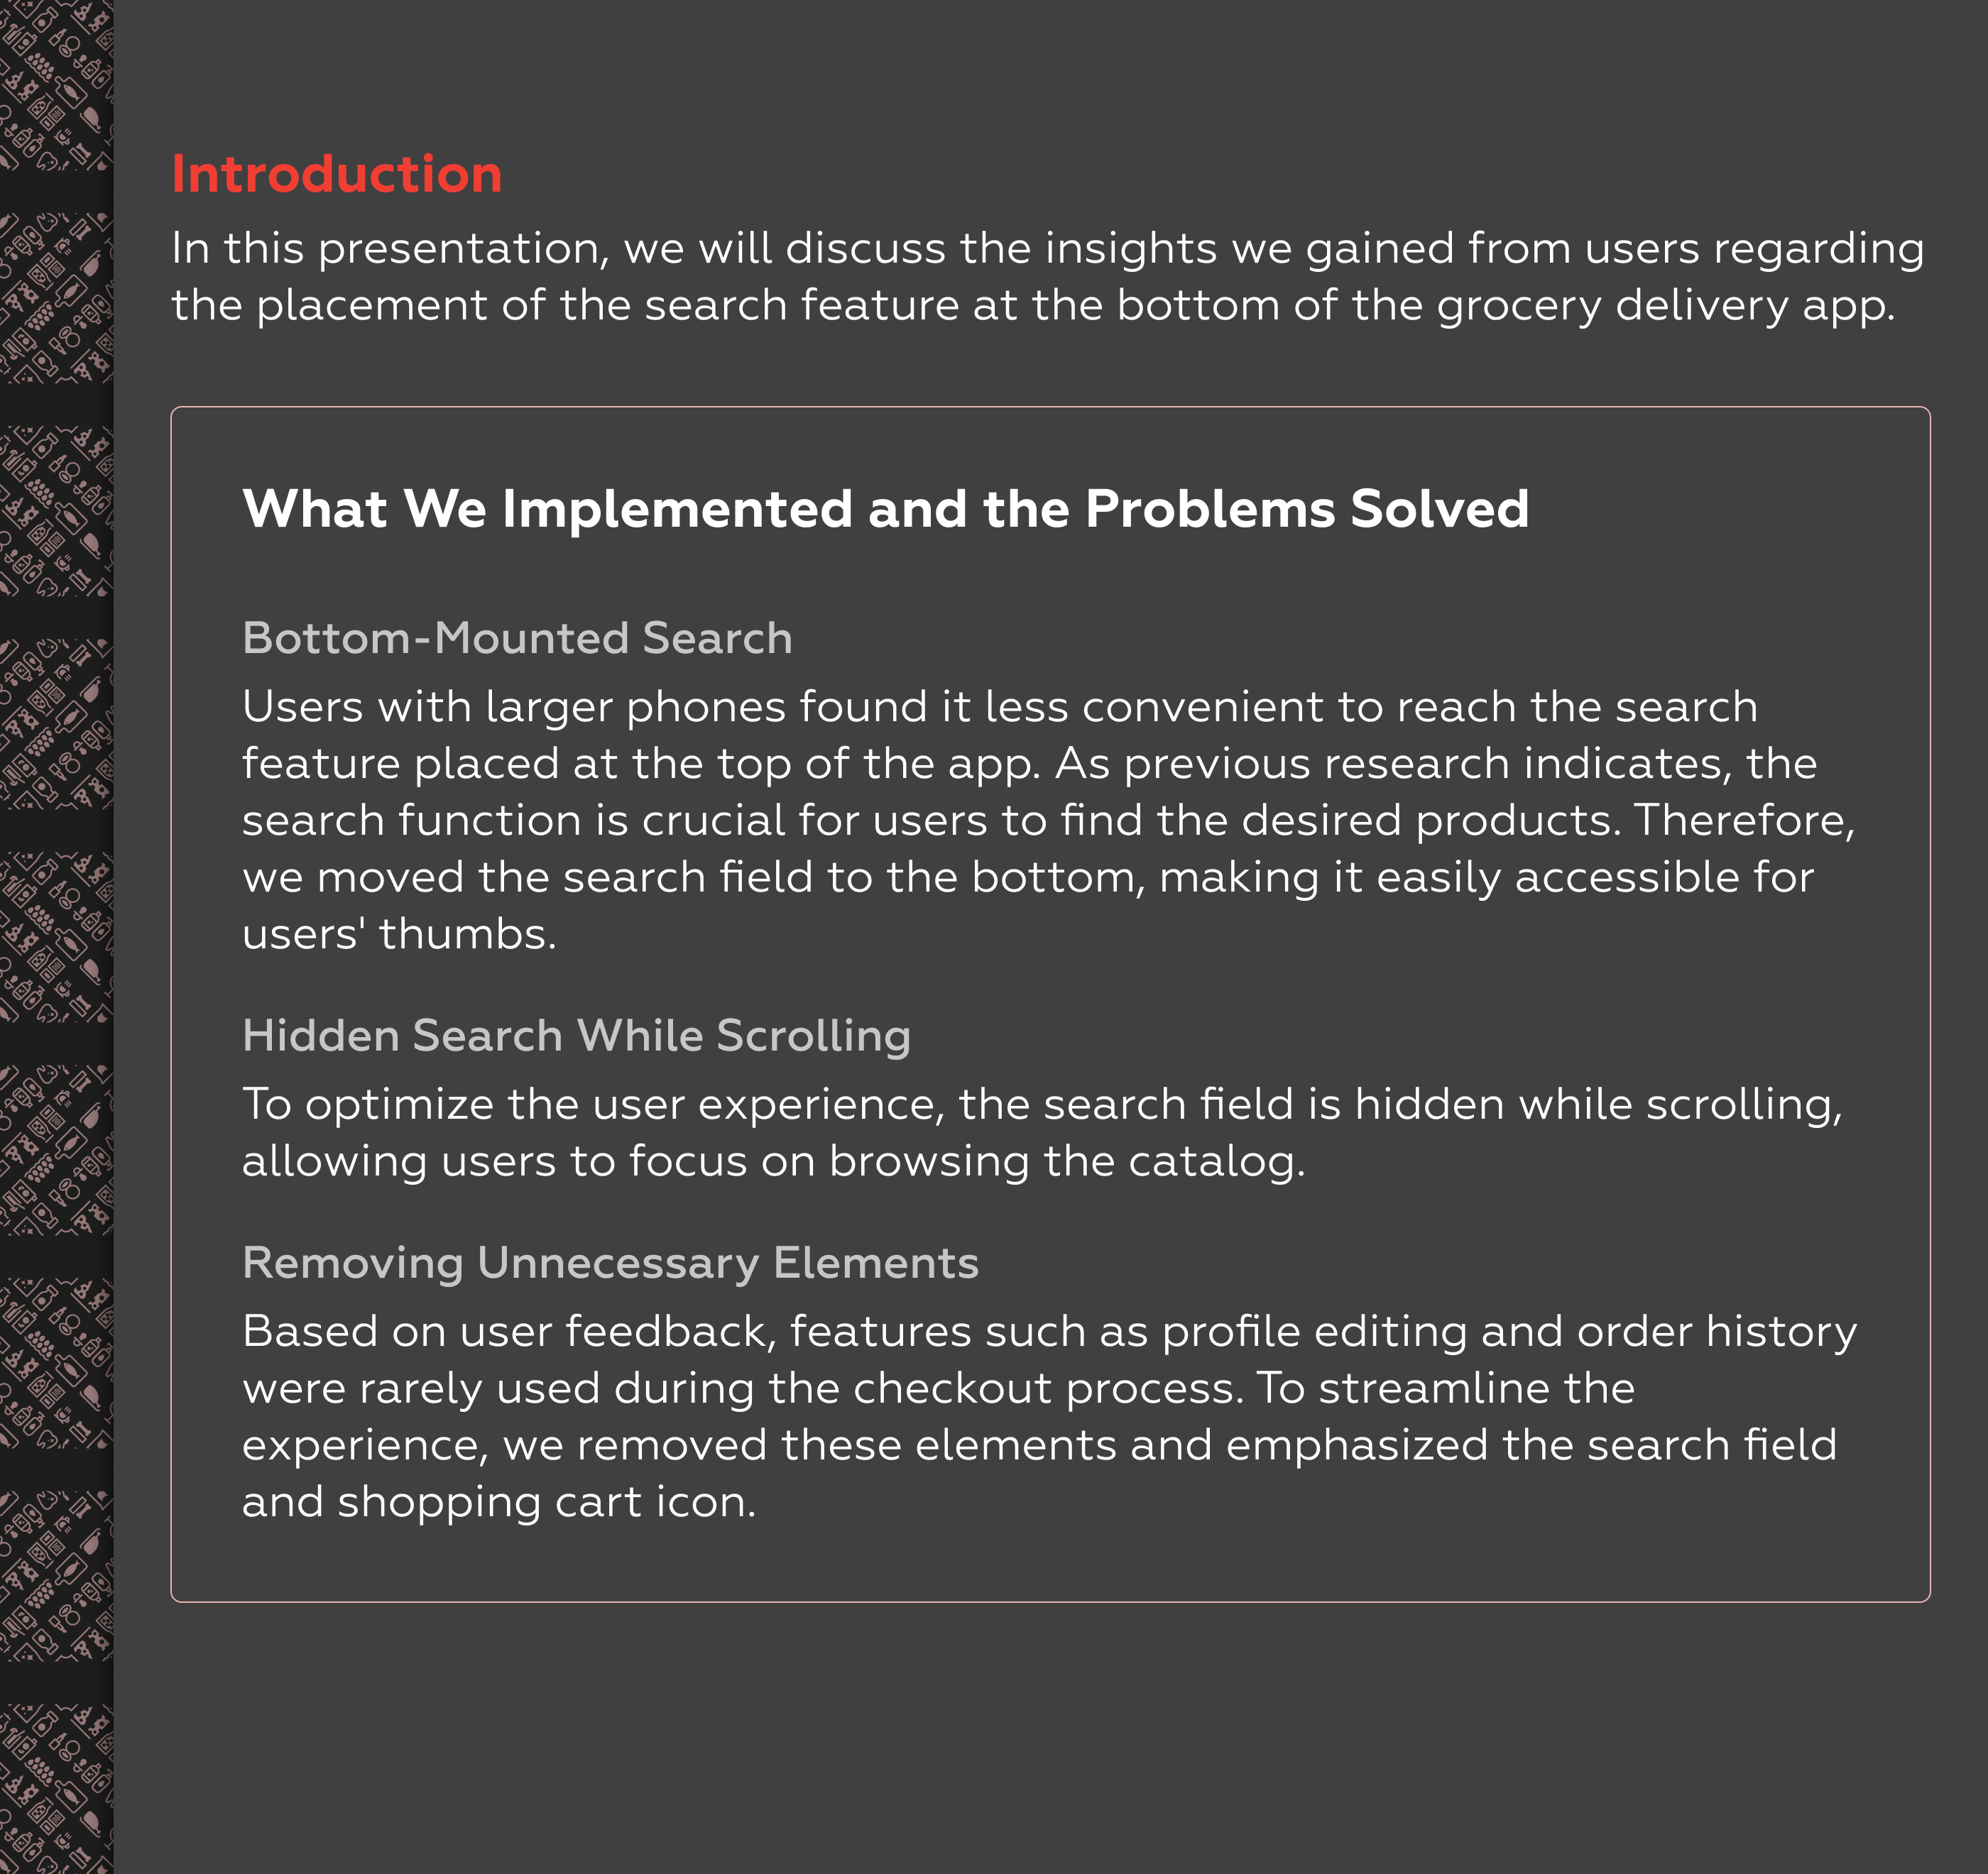 Introduction
In this presentation, we will discuss the insights we gained from users regarding
the placement of the search feature at the bottom of the grocery delivery app.
What We Implemented and the Problems Solved
Bottom-Mounted Search
Users with larger phones found it less convenient to reach the search
feature placed at the top of the app. As previous research indicates, the
search function is crucial for users to find the desired products. Therefore,
we moved the search field to the bottom, making it easily accessible for
users' thumbs.
Hidden Search While Scrolling
To optimize the user experience, the search field is hidden while scrolling,
allowing users to focus on browsing the catalog.
Removing Unnecessary Elements
Based on user feedback, features such as profile editing and order history
were rarely used during the checkout process. To streamline the
experience, we removed these elements and emphasized the search field
and shopping cart icon.